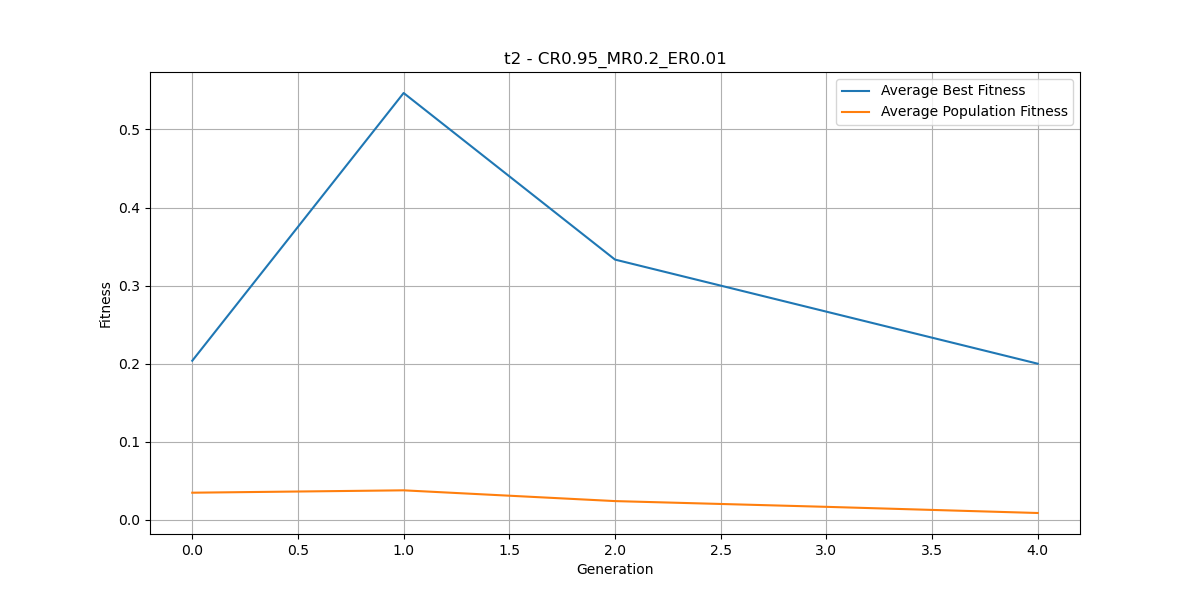 t2 - CR0.95_MR0.2_ER0.01
Average Best Fitness
Average Population Fitness
0.5
0.4
0.3
0.2
0.1
0.0
Fitness
0.0 0.5 1.0 1.5 2.0 2.5 3.0 3.5 4.0
Generation